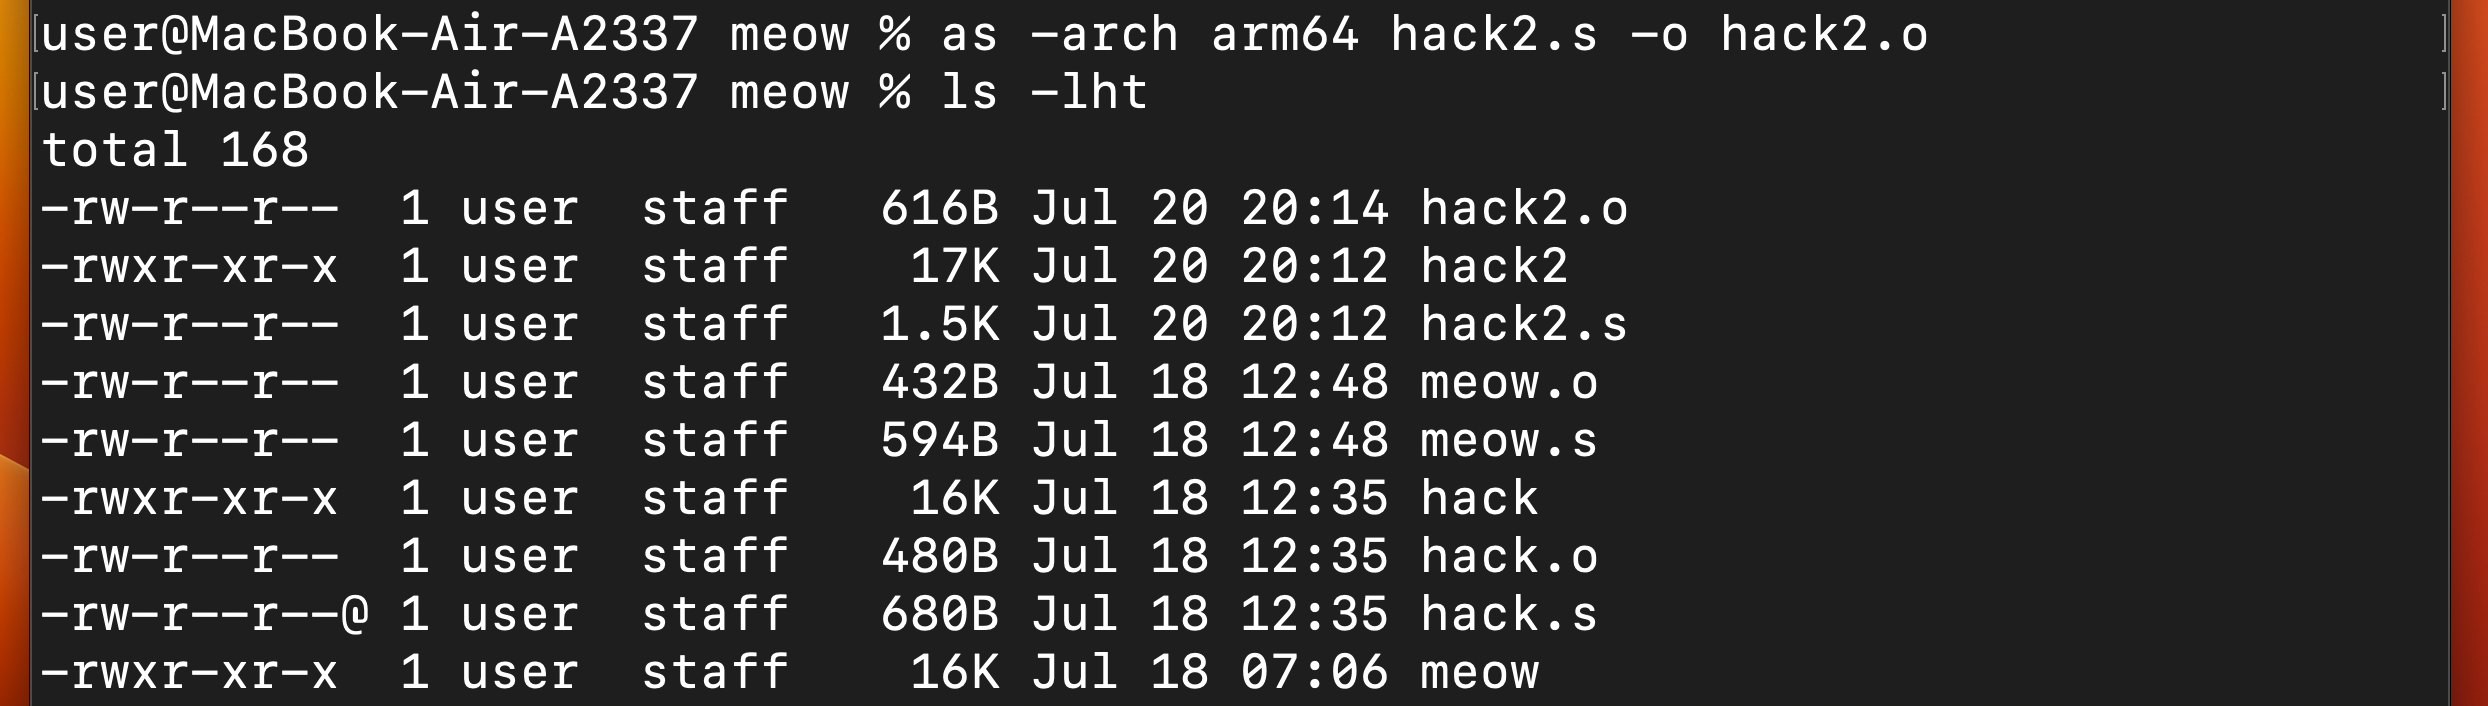 user@MacBook-Air-A2337 meow % as -arch arm64 hack2.s -o hack2.o
user@MacBook-Air-A2337 meow % ls -lht
total 168
-rw-r--r--  1 user  staff   616B Jul 20 20:14 hack2.o
-rwxr-xr-x  1 user  staff    17K Jul 20 20:12 hack2
-rw-r--r--  1 user  staff   1.5K Jul 20 20:12 hack2.s
-rw-r--r--  1 user  staff   432B Jul 18 12:48 meow.o
-rw-r--r--  1 user  staff   594B Jul 18 12:48 meow.s
-rwxr-xr-x  1 user  staff    16K Jul 18 12:35 hack
-rw-r--r--  1 user  staff   480B Jul 18 12:35 hack.o
-rw-r--r--@ 1 user  staff   680B Jul 18 12:35 hack.s
-rwxr-xr-x  1 user  staff    16K Jul 18 07:06 meow